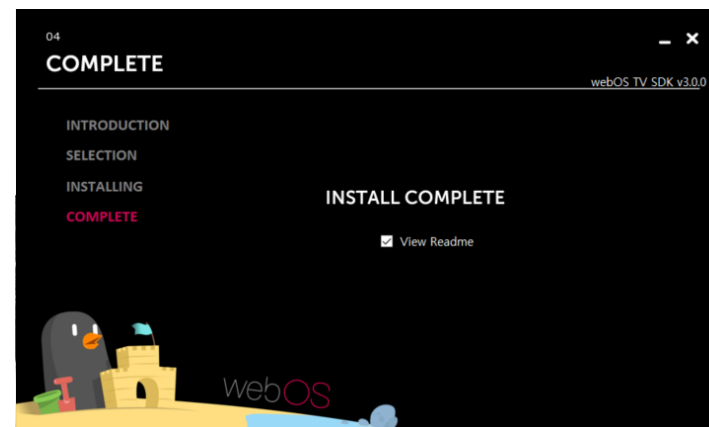 04
COMPLETE
webOS TV SDK v3.0.0
INTRODUCTION
SELECTION
INSTALLING
COMPLETE
INSTALL COMPLETE
View Readme
webOS